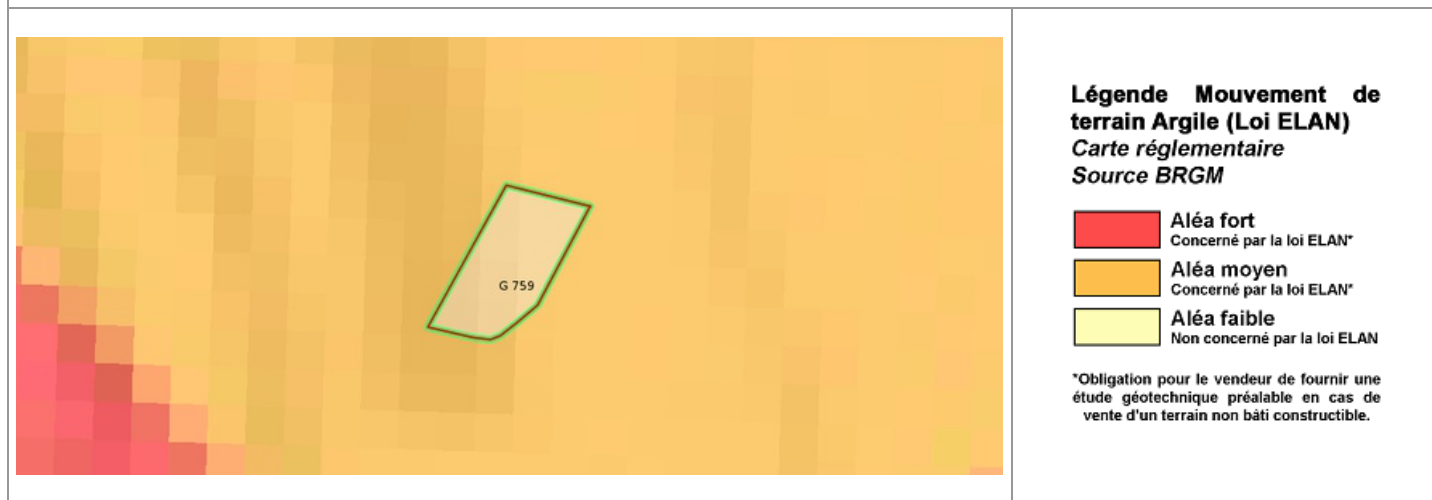 G 759
Légende Mouvement de
terrain Argile (Loi ELAN)
Carte réglementaire
Source BRGM
Aléa fort
Concerné par la loi ELAN*
Aléa moyen
Concerné par la loi ELAN*
Aléa faible
Non concerné par la loi ELAN
*Obligation pour le vendeur de fournir une
étude géotechnique préalable en cas de
vente d'un terrain non bâti constructible.